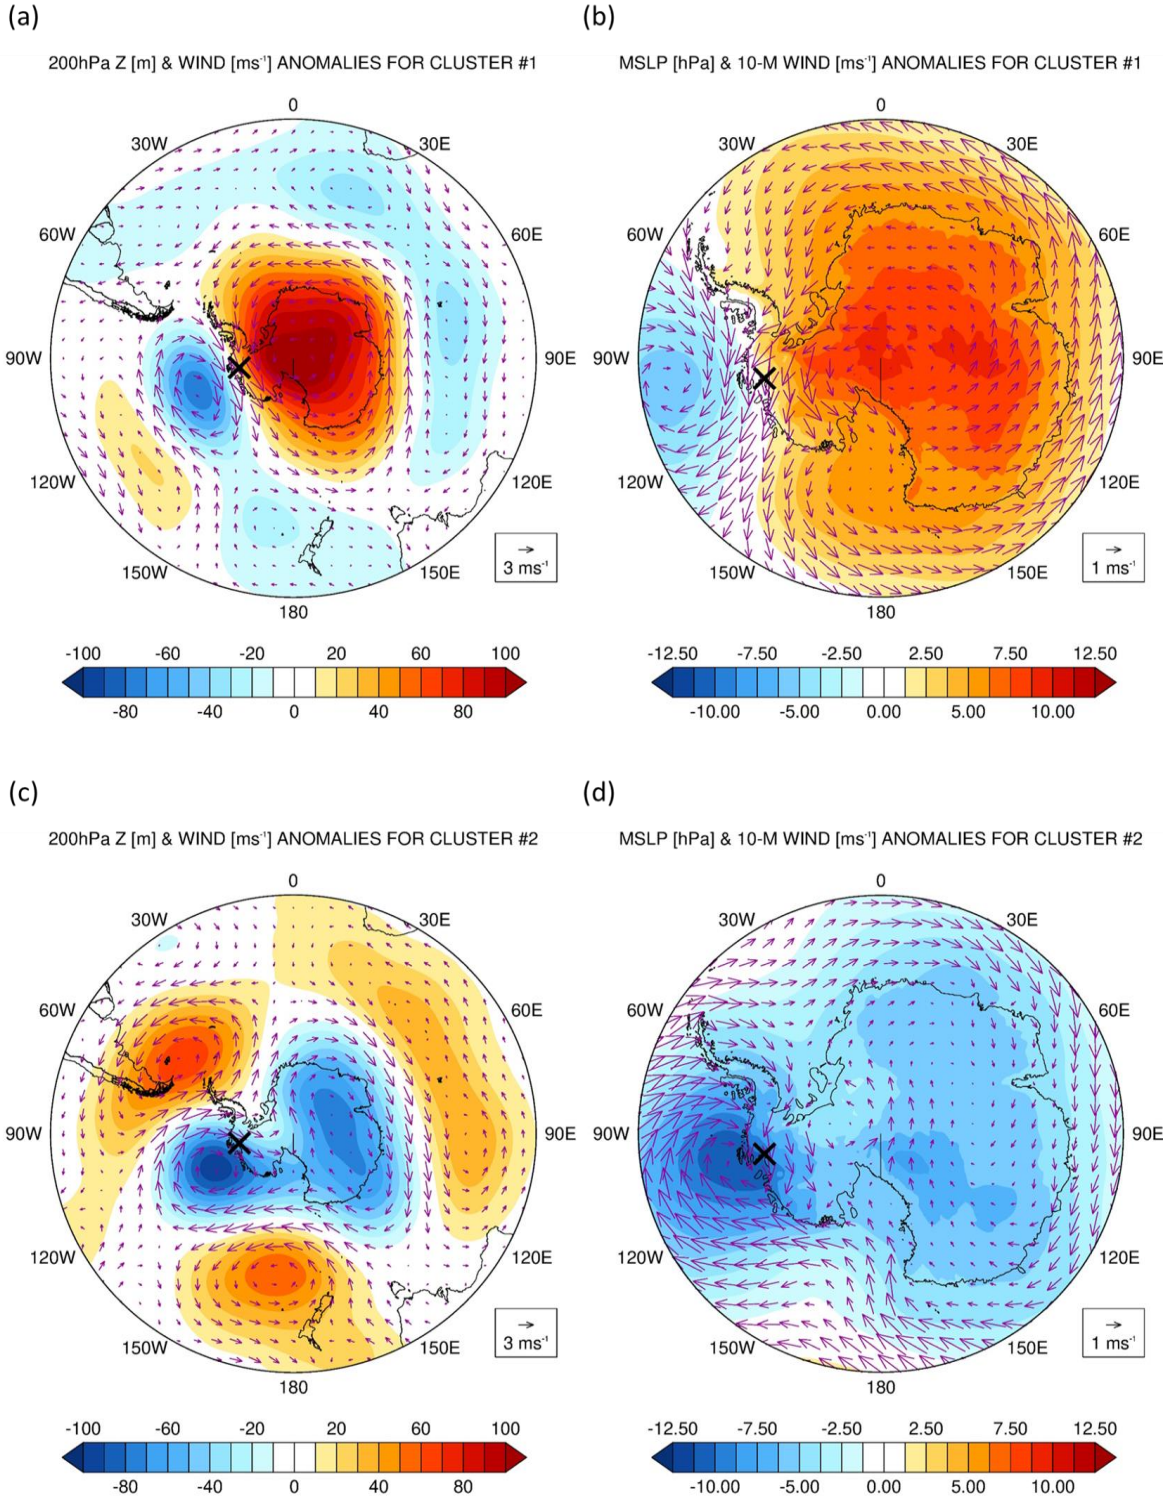 (a)
(b)
200hPa Z [m] & WIND [ms⁻¹] ANOMALIES FOR CLUSTER #1
MSLP [hPa] & 10-M WIND [ms⁻¹] ANOMALIES FOR CLUSTER #1
0
0
30W
30E
30W
30E
60W
60E
60W
60E
90W
90E
90W
90E
120W
120E
120W
120E
150W
150E
150W
150E
3 ms⁻¹
1 ms⁻¹
180
180
-100 -60 -20 20 60 100
-12.50 -7.50 -2.50 2.50 7.50 12.50
-80 -40 0 40 80
-10.00 -5.00 0.00 5.00 10.00
(c)
(d)
200hPa Z [m] & WIND [ms⁻¹] ANOMALIES FOR CLUSTER #2
MSLP [hPa] & 10-M WIND [ms⁻¹] ANOMALIES FOR CLUSTER #2
0
0
30W
30E
30W
30E
60W
60E
60W
60E
90W
90E
90W
90E
120W
120E
120W
120E
150W
150E
150W
150E
3 ms⁻¹
1 ms⁻¹
180
180
-100 -60 -20 20 60 100
-12.50 -7.50 -2.50 2.50 7.50 12.50
-80 -40 0 40 80
-10.00 -5.00 0.00 5.00 10.00